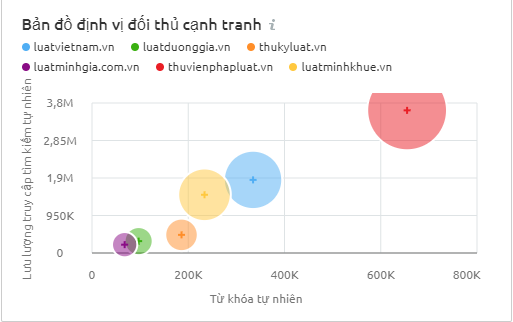 Bản đồ định vị đối thủ cạnh tranh i
luatvietnam.vn luatduonggia.vn thukyluat.vn
luatminhgia.com.vn thuvienphapluat.vn luatminhkhue.vn
Lưu lượng truy cập tìm kiếm tự nhiên
3,8M
2,85M
1,9M
950K
0
0 200K 400K 600K 800K
Từ khóa tự nhiên